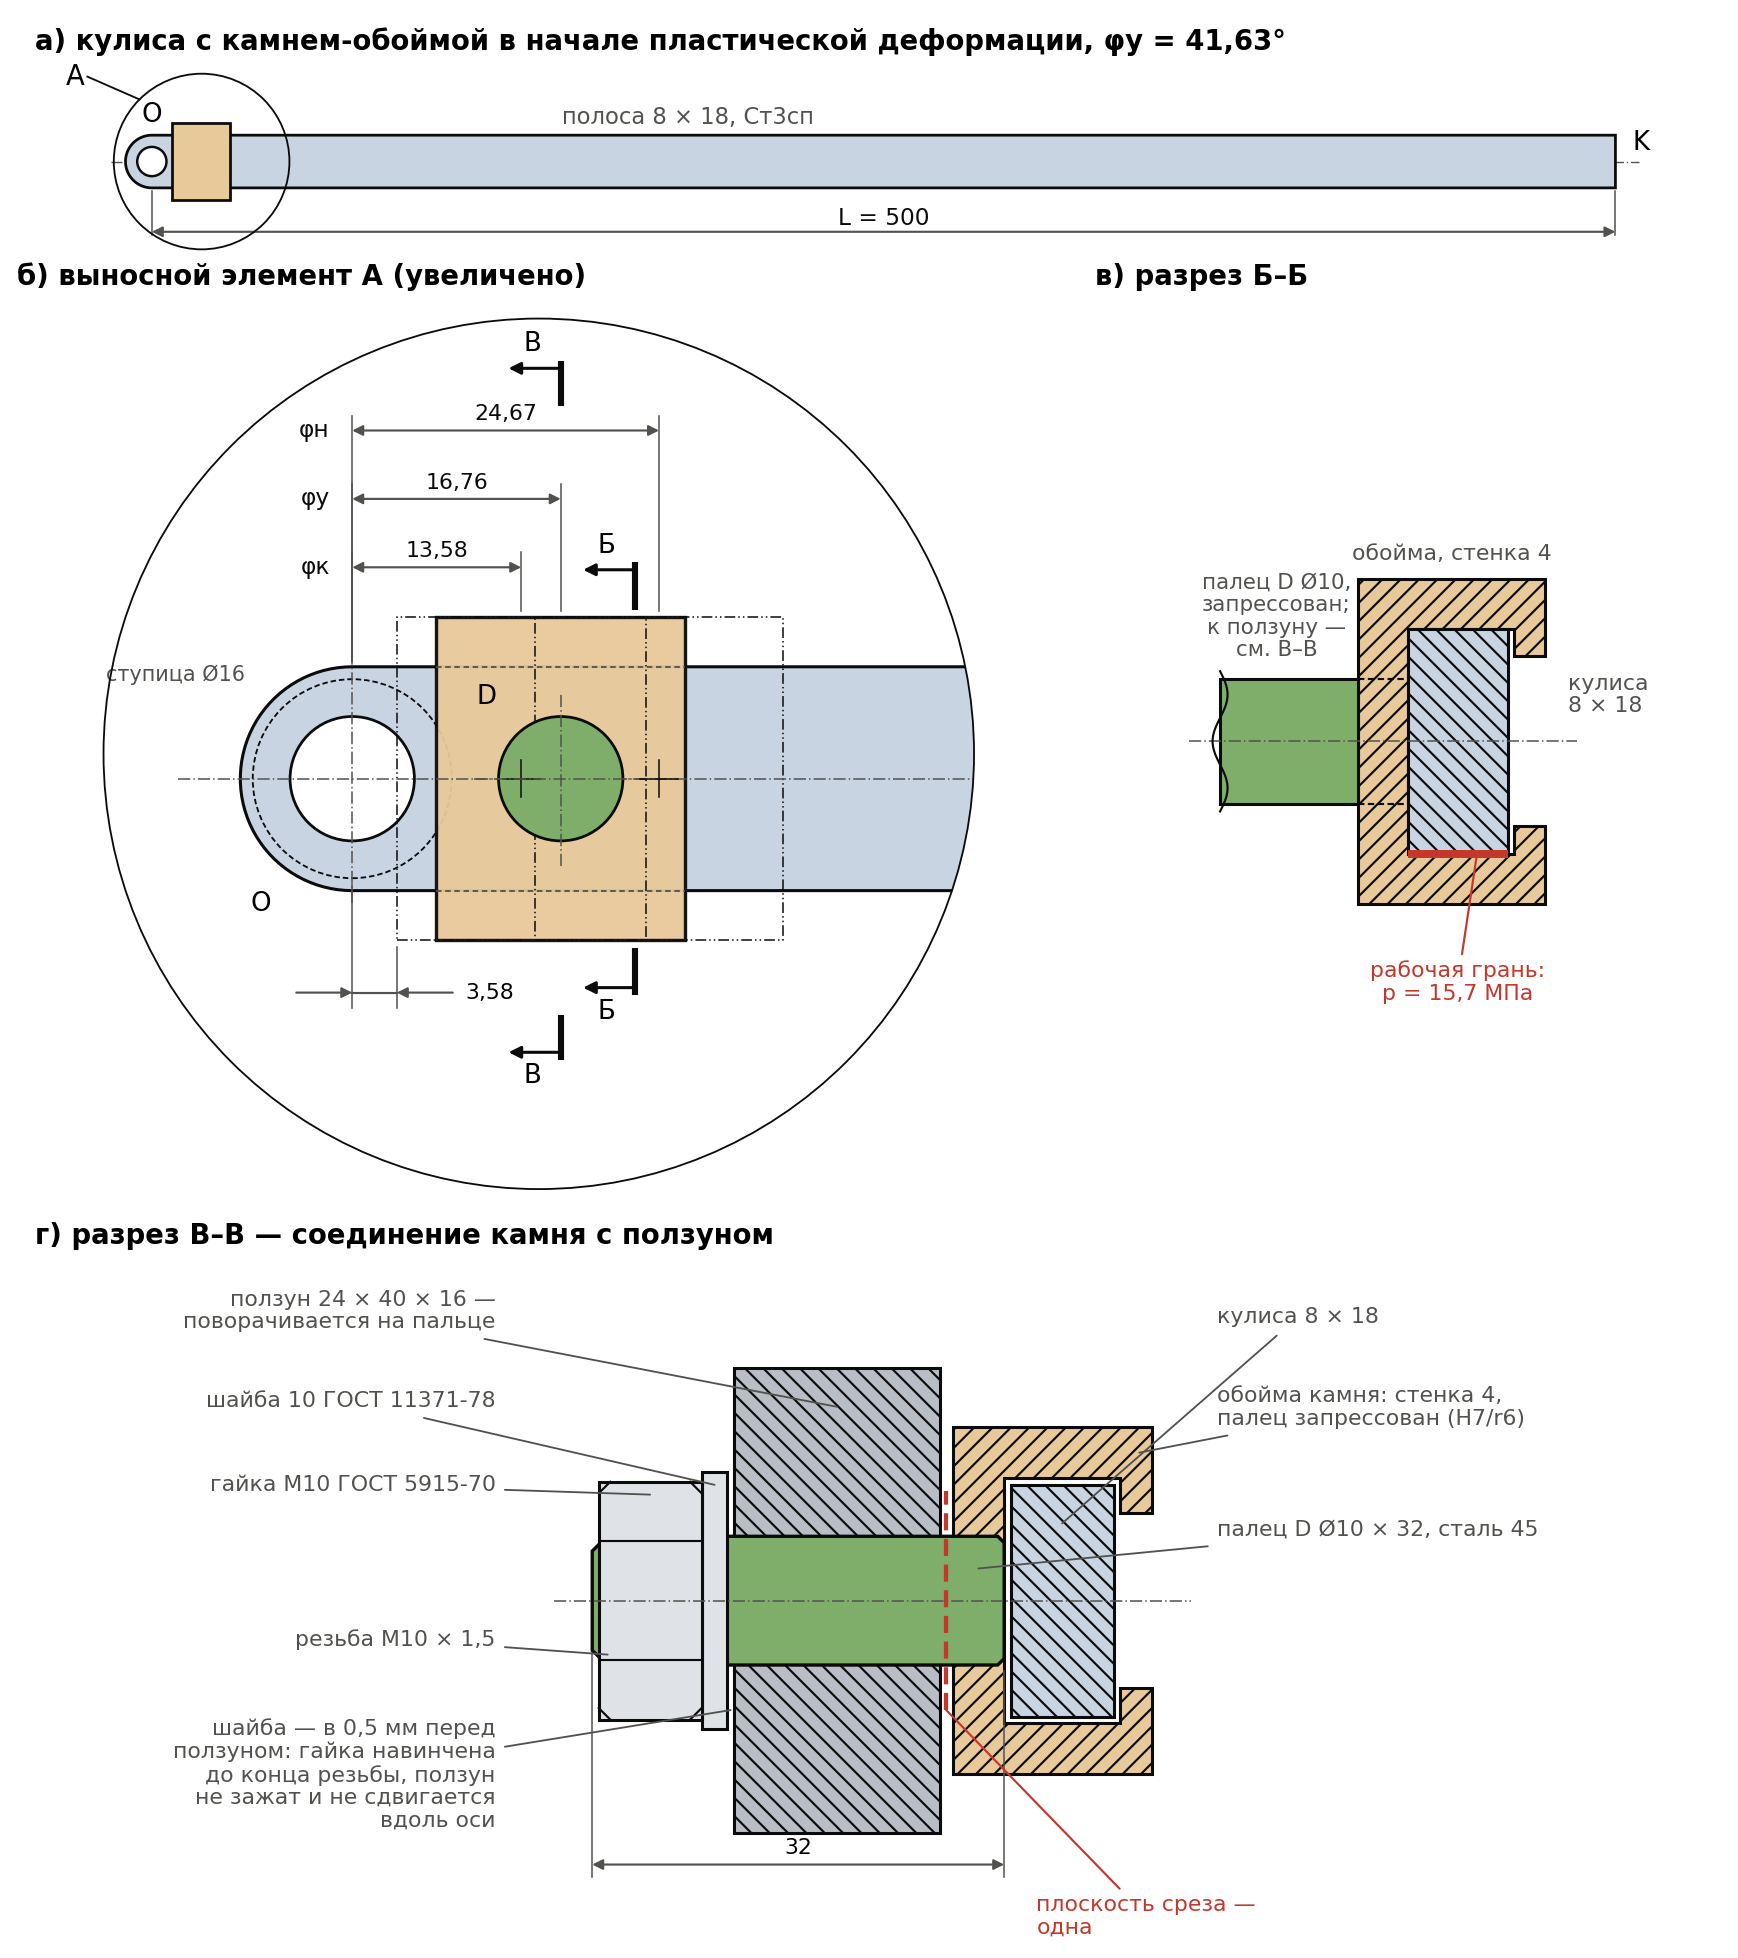 а) кулиса с камнем-обоймой в начале пластической деформации, φу = 41,63°
А
O
полоса 8 × 18, Ст3сп
K
L = 500
б) выносной элемент А (увеличено)
В
24,67
φн
16,76
φу
Б
13,58
φк
ступица Ø16
D
O
3,58
Б
В
в) разрез Б–Б
обойма, стенка 4
палец D Ø10,
запрессован;
к ползуну —
см. В–В
кулиса
8 × 18
рабочая грань:
p = 15,7 МПа
г) разрез В–В — соединение камня с ползуном
ползун 24 × 40 × 16 —
поворачивается на пальце
шайба 10 ГОСТ 11371-78
гайка М10 ГОСТ 5915-70
резьба М10 × 1,5
шайба — в 0,5 мм перед
ползуном: гайка навинчена
до конца резьбы, ползун
не зажат и не сдвигается
вдоль оси
кулиса 8 × 18
обойма камня: стенка 4,
палец запрессован (H7/r6)
палец D Ø10 × 32, сталь 45
32
плоскость среза —
одна